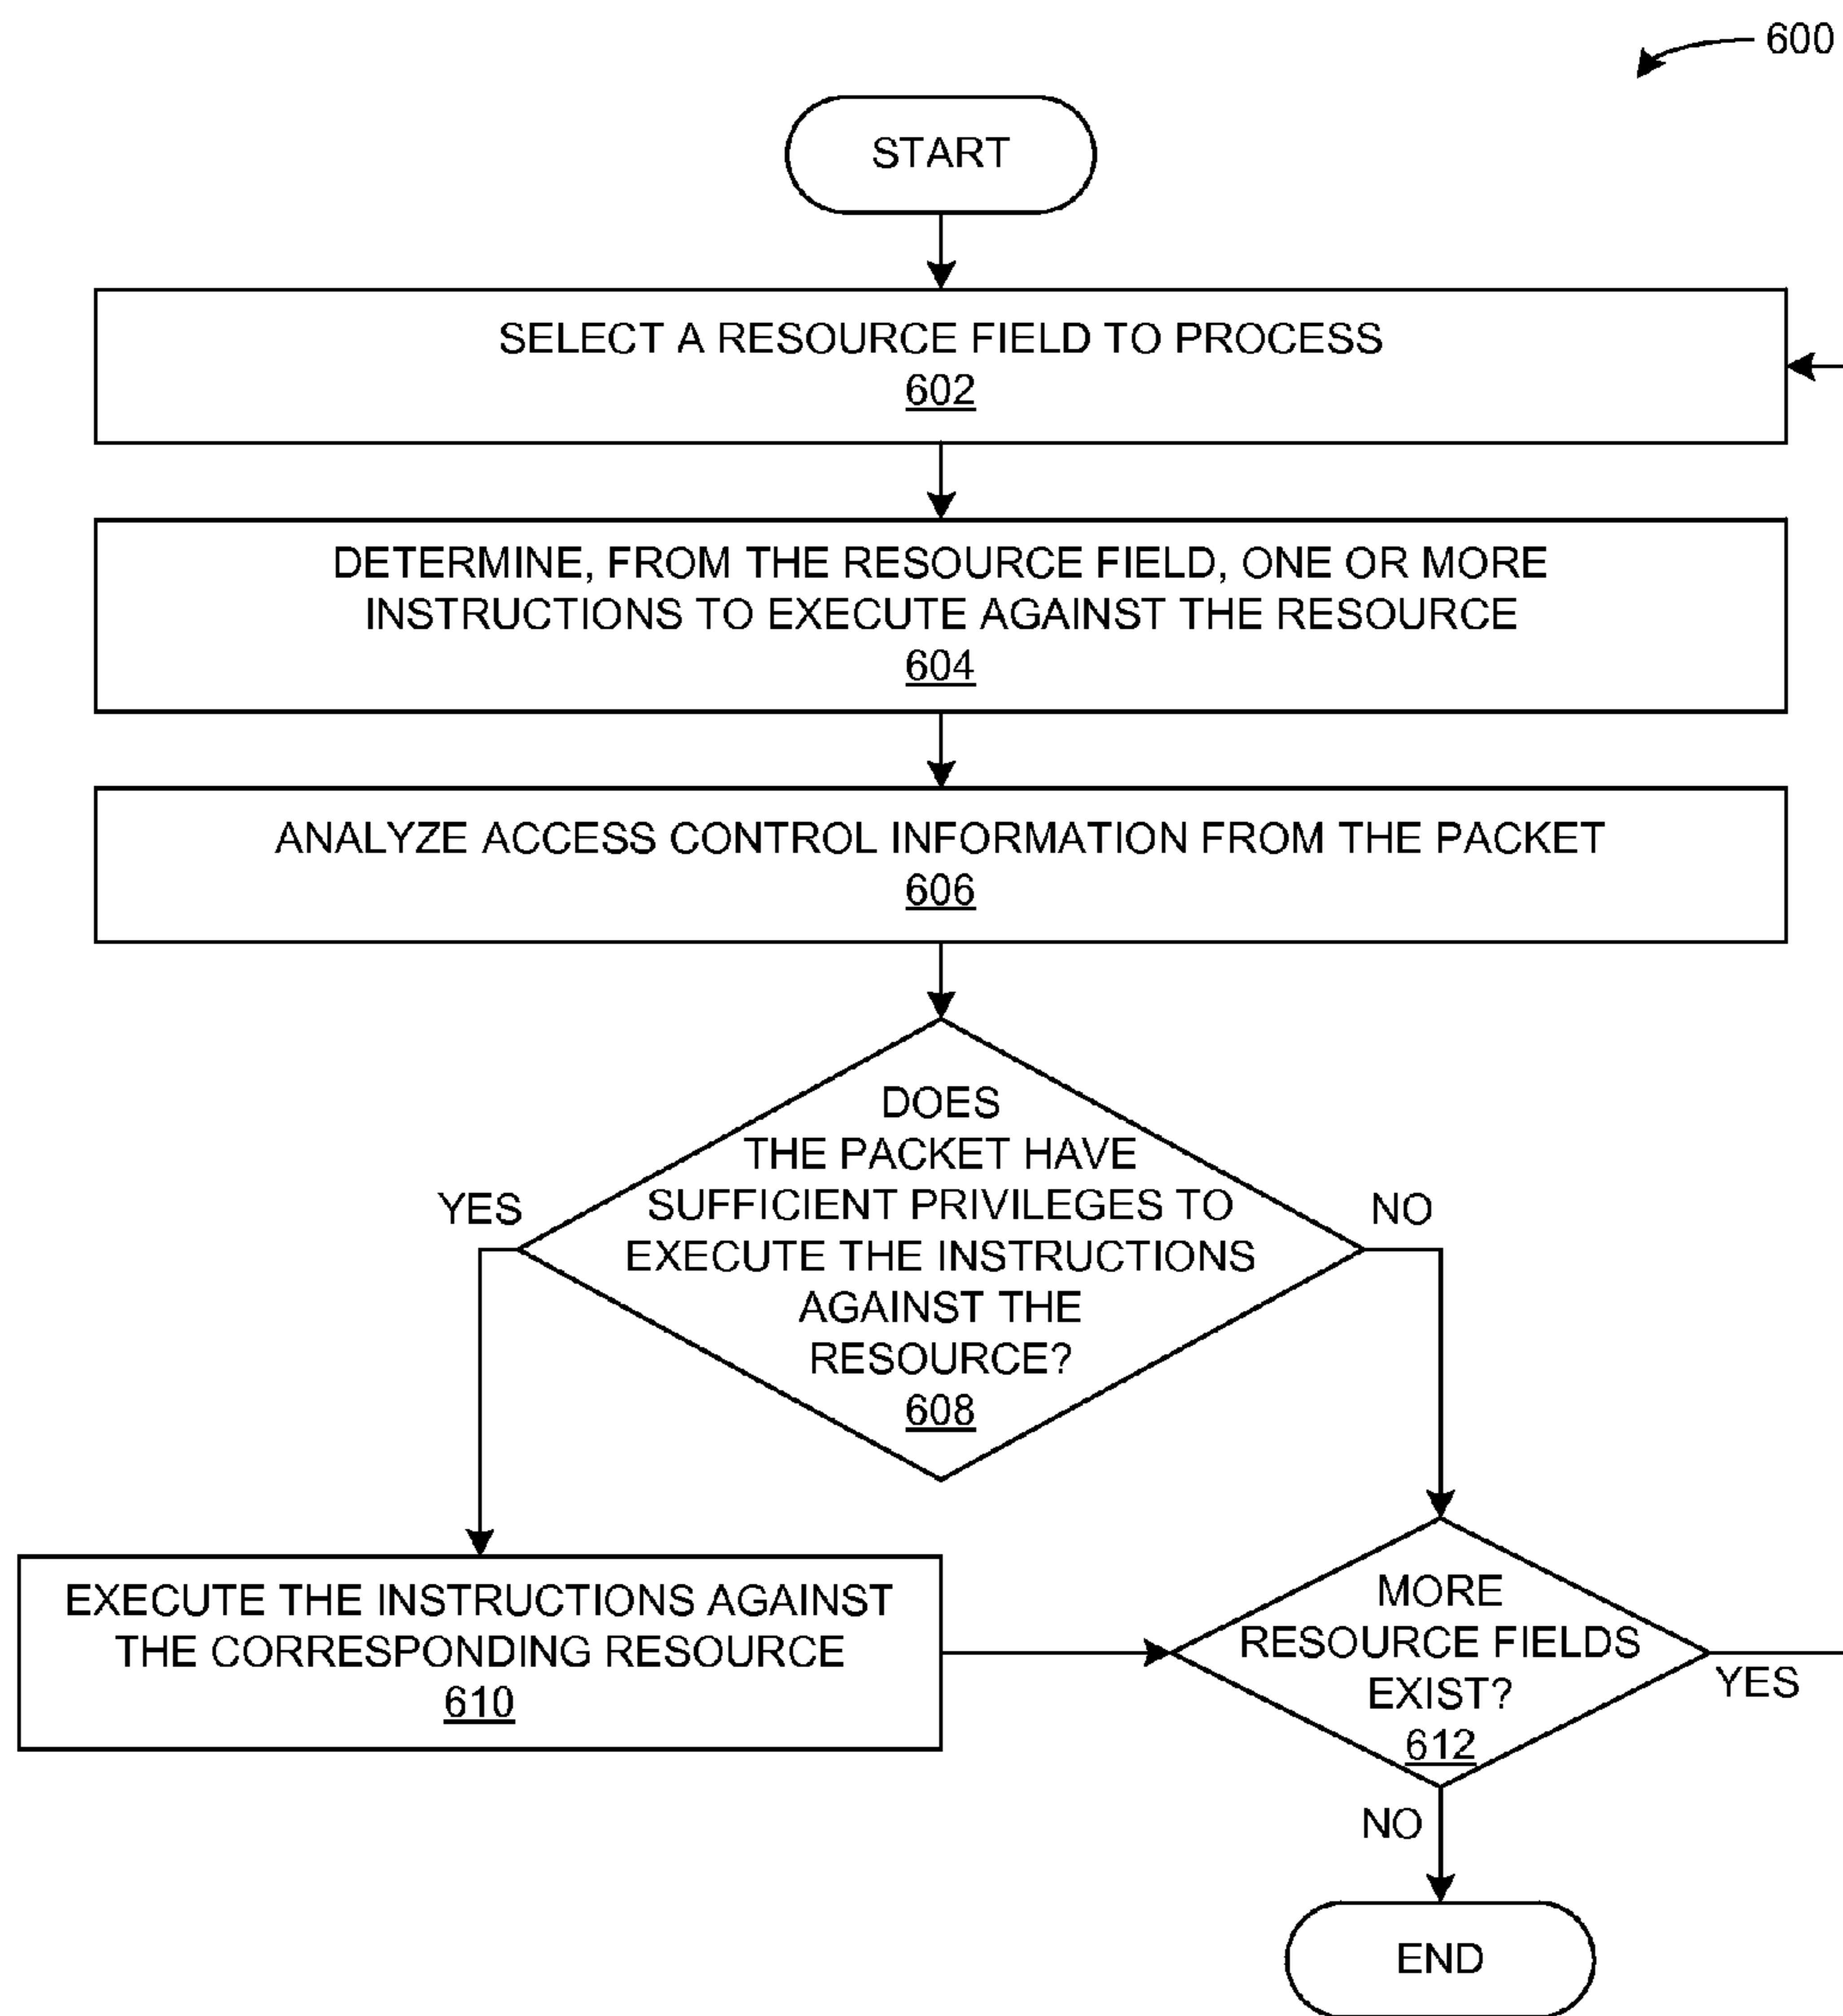 600
START
SELECT A RESOURCE FIELD TO PROCESS
602
DETERMINE, FROM THE RESOURCE FIELD, ONE OR MORE
INSTRUCTIONS TO EXECUTE AGAINST THE RESOURCE
604
ANALYZE ACCESS CONTROL INFORMATION FROM THE PACKET
606
DOES
THE PACKET HAVE
SUFFICIENT PRIVILEGES TO
EXECUTE THE INSTRUCTIONS
AGAINST THE
RESOURCE?
608
YES
NO
EXECUTE THE INSTRUCTIONS AGAINST
THE CORRESPONDING RESOURCE
610
MORE
RESOURCE FIELDS
EXIST?
612
YES
NO
END